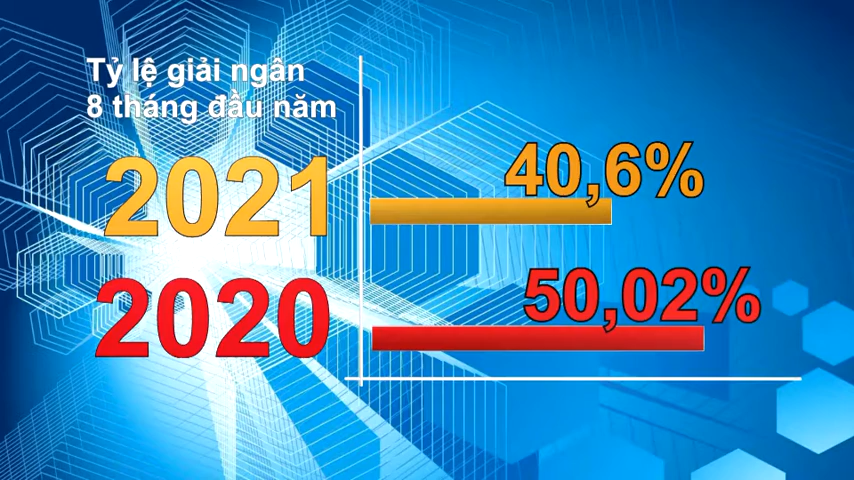 Tỷ lệ giải ngân
8 tháng đầu năm
2021
40,6%
2020
50,02%